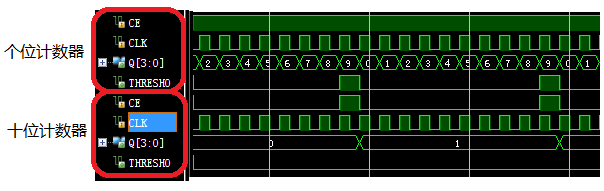 个位计数器
CE
CLK
Q[3:0] 2 3 4 5 6 7 8 9 0 1 2 3 4 5 6 7 8 9 0 1
THRESHO
十位计数器
CE
CLK
Q[3:0] 0 1
THRESHO